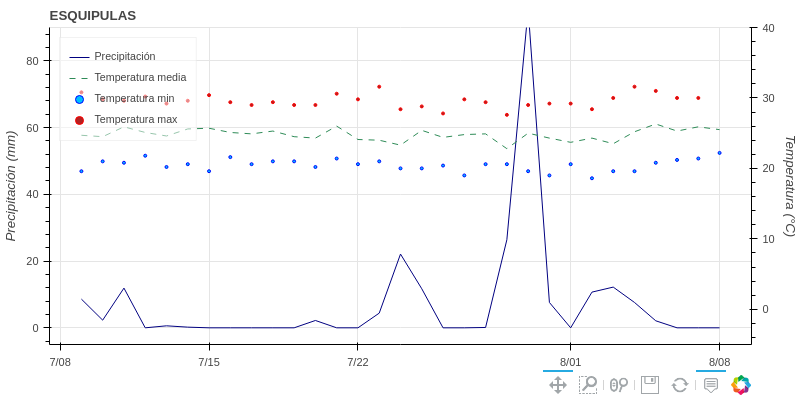 ESQUIPULAS
Precipitación
Temperatura media
Temperatura min
Temperatura max
Precipitación (mm)
80
60
40
20
0
Temperatura (°C)
40
30
20
10
0
7/08
7/15
7/22
8/01
8/08